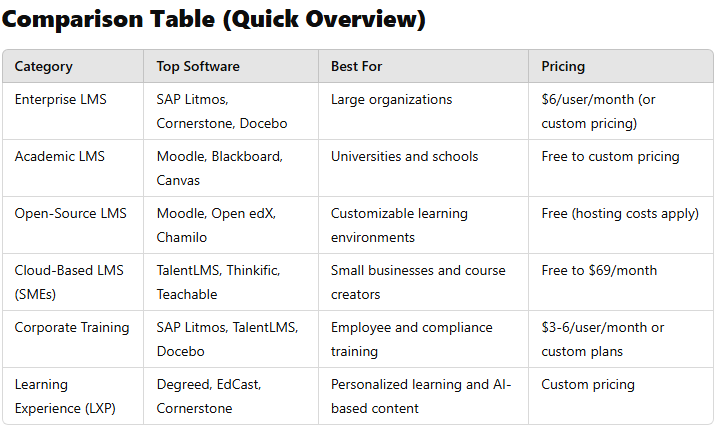 Comparison Table (Quick Overview)
Category Top Software Best For Pricing
Enterprise LMS SAP Litmos, Large organizations $6/user/month (or
Cornerstone, Docebo custom pricing)
Academic LMS Moodle, Blackboard, Universities and schools Free to custom pricing
Canvas
Open-Source LMS Moodle, Open edX, Customizable learning Free (hosting costs apply)
Chamilo environments
Cloud-Based LMS TalentLMS, Thinkific, Small businesses and course Free to $69/month
(SMEs) Teachable creators
Corporate Training SAP Litmos, TalentLMS, Employee and compliance $3-6/user/month or
Docebo training custom plans
Learning Degreed, EdCast, Personalized learning and AI- Custom pricing
Experience (LXP) Cornerstone based content